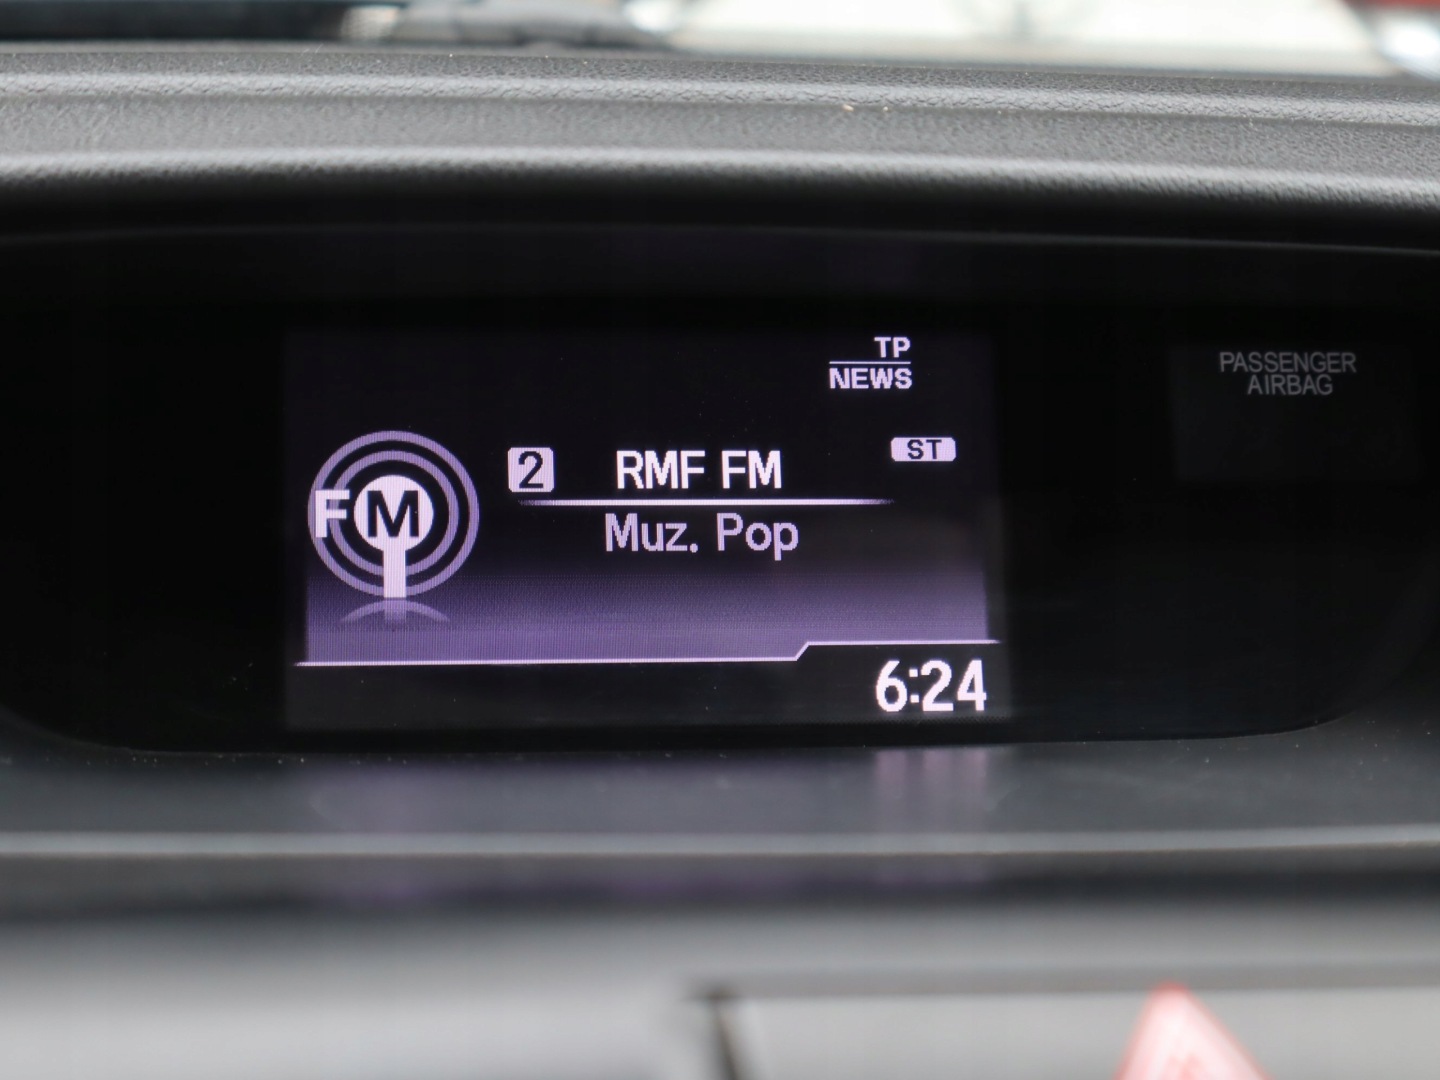 TP
NEWS
PASSENGER
AIRBAG
ST
2 RMF FM
FM
Muz. Pop
6:24